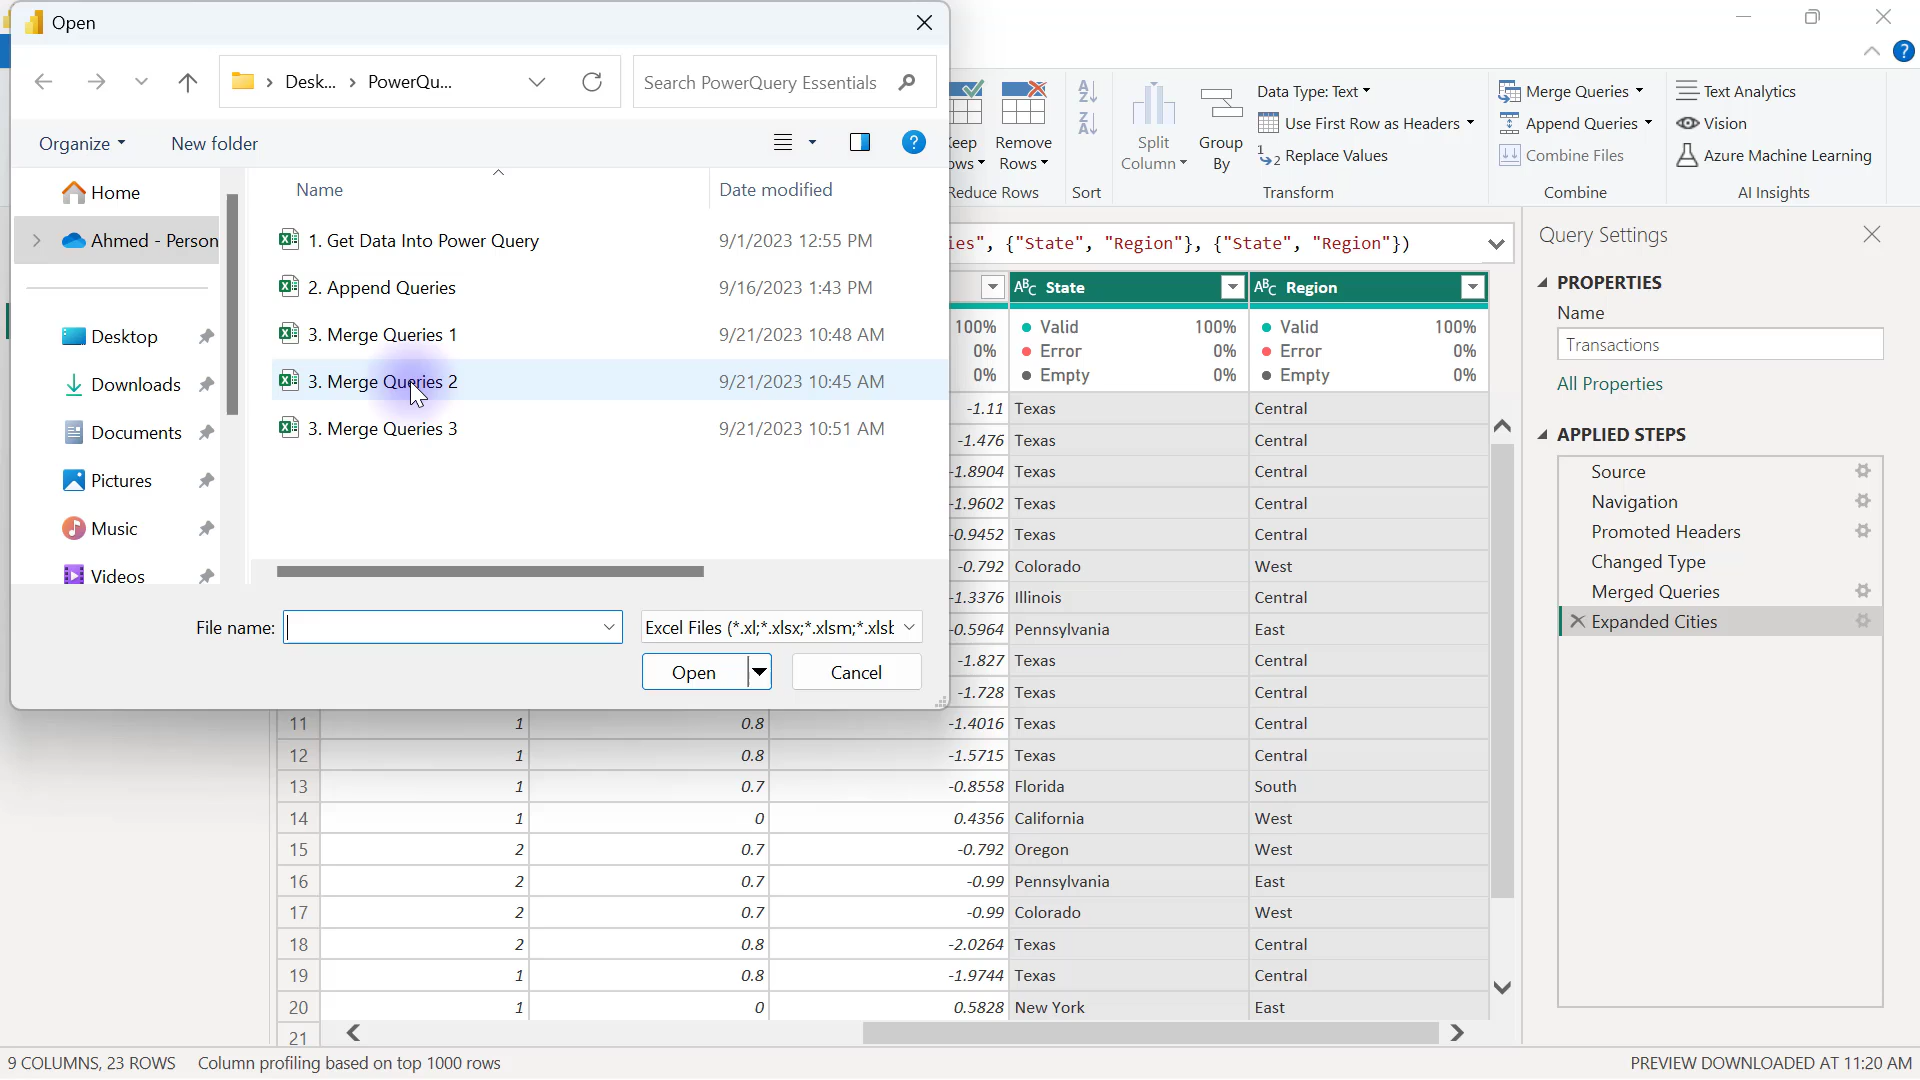 Open
Desk... › PowerQu...
Search PowerQuery Essentials
Organize
New folder
Home
Ahmed - Person
Desktop
Downloads
Documents
Pictures
Music
Videos
Name
Date modified
1. Get Data Into Power Query 9/1/2023 12:55 PM
2. Append Queries 9/16/2023 1:43 PM
3. Merge Queries 1 9/21/2023 10:48 AM
3. Merge Queries 2 9/21/2023 10:45 AM
3. Merge Queries 3 9/21/2023 10:51 AM
File name:
Excel Files (*.xl;*.xlsx;*.xlsm;*.xlsb
Open
Cancel
Remove
Rows
Reduce Rows
Sort
Split
Column
Group
By
Data Type: Text
Use First Row as Headers
Replace Values
Transform
Merge Queries
Append Queries
Combine Files
Combine
Text Analytics
Vision
Azure Machine Learning
AI Insights
ies", {"State", "Region"}, {"State", "Region"})
ABC State ABC Region
100% Valid 100% Valid 100%
0% Error 0% Error 0%
0% Empty 0% Empty 0%
-1.11 Texas Central
-1.476 Texas Central
-1.8904 Texas Central
-1.9602 Texas Central
-0.9452 Texas Central
-0.792 Colorado West
-1.3376 Illinois Central
-0.5964 Pennsylvania East
-1.827 Texas Central
-1.728 Texas Central
11 1 0.8 -1.4016 Texas Central
12 1 0.8 -1.5715 Texas Central
13 1 0.7 -0.8558 Florida South
14 1 0 0.4356 California West
15 2 0.7 -0.792 Oregon West
16 2 0.7 -0.99 Pennsylvania East
17 2 0.7 -0.99 Colorado West
18 2 0.8 -2.0264 Texas Central
19 1 0.8 -1.9744 Texas Central
20 1 0 0.5828 New York East
21
Query Settings
PROPERTIES
Name
Transactions
All Properties
APPLIED STEPS
Source
Navigation
Promoted Headers
Changed Type
Merged Queries
Expanded Cities
9 COLUMNS, 23 ROWS
Column profiling based on top 1000 rows
PREVIEW DOWNLOADED AT 11:20 AM